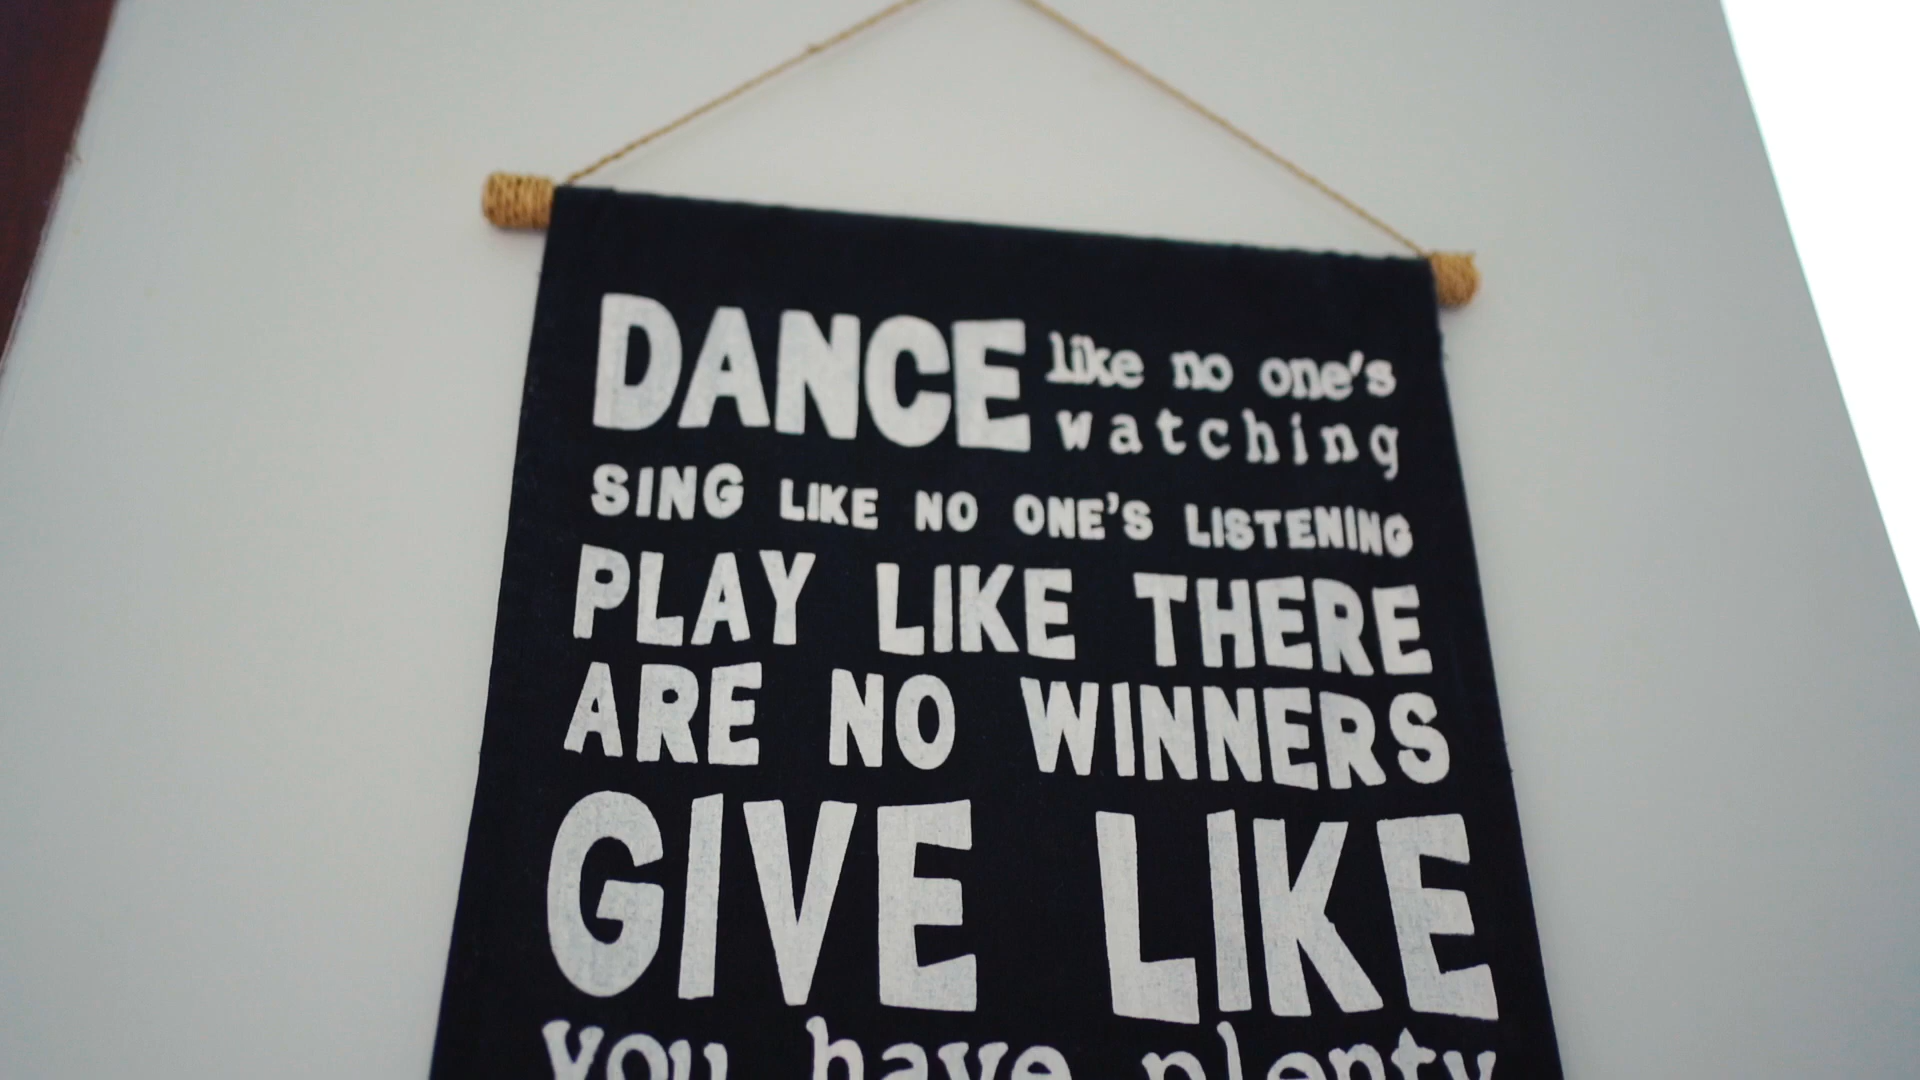 DANCE like no one's
watching
SING LIKE NO ONE'S LISTENING
PLAY LIKE THERE
ARE NO WINNERS
GIVE LIKE
you have plenty